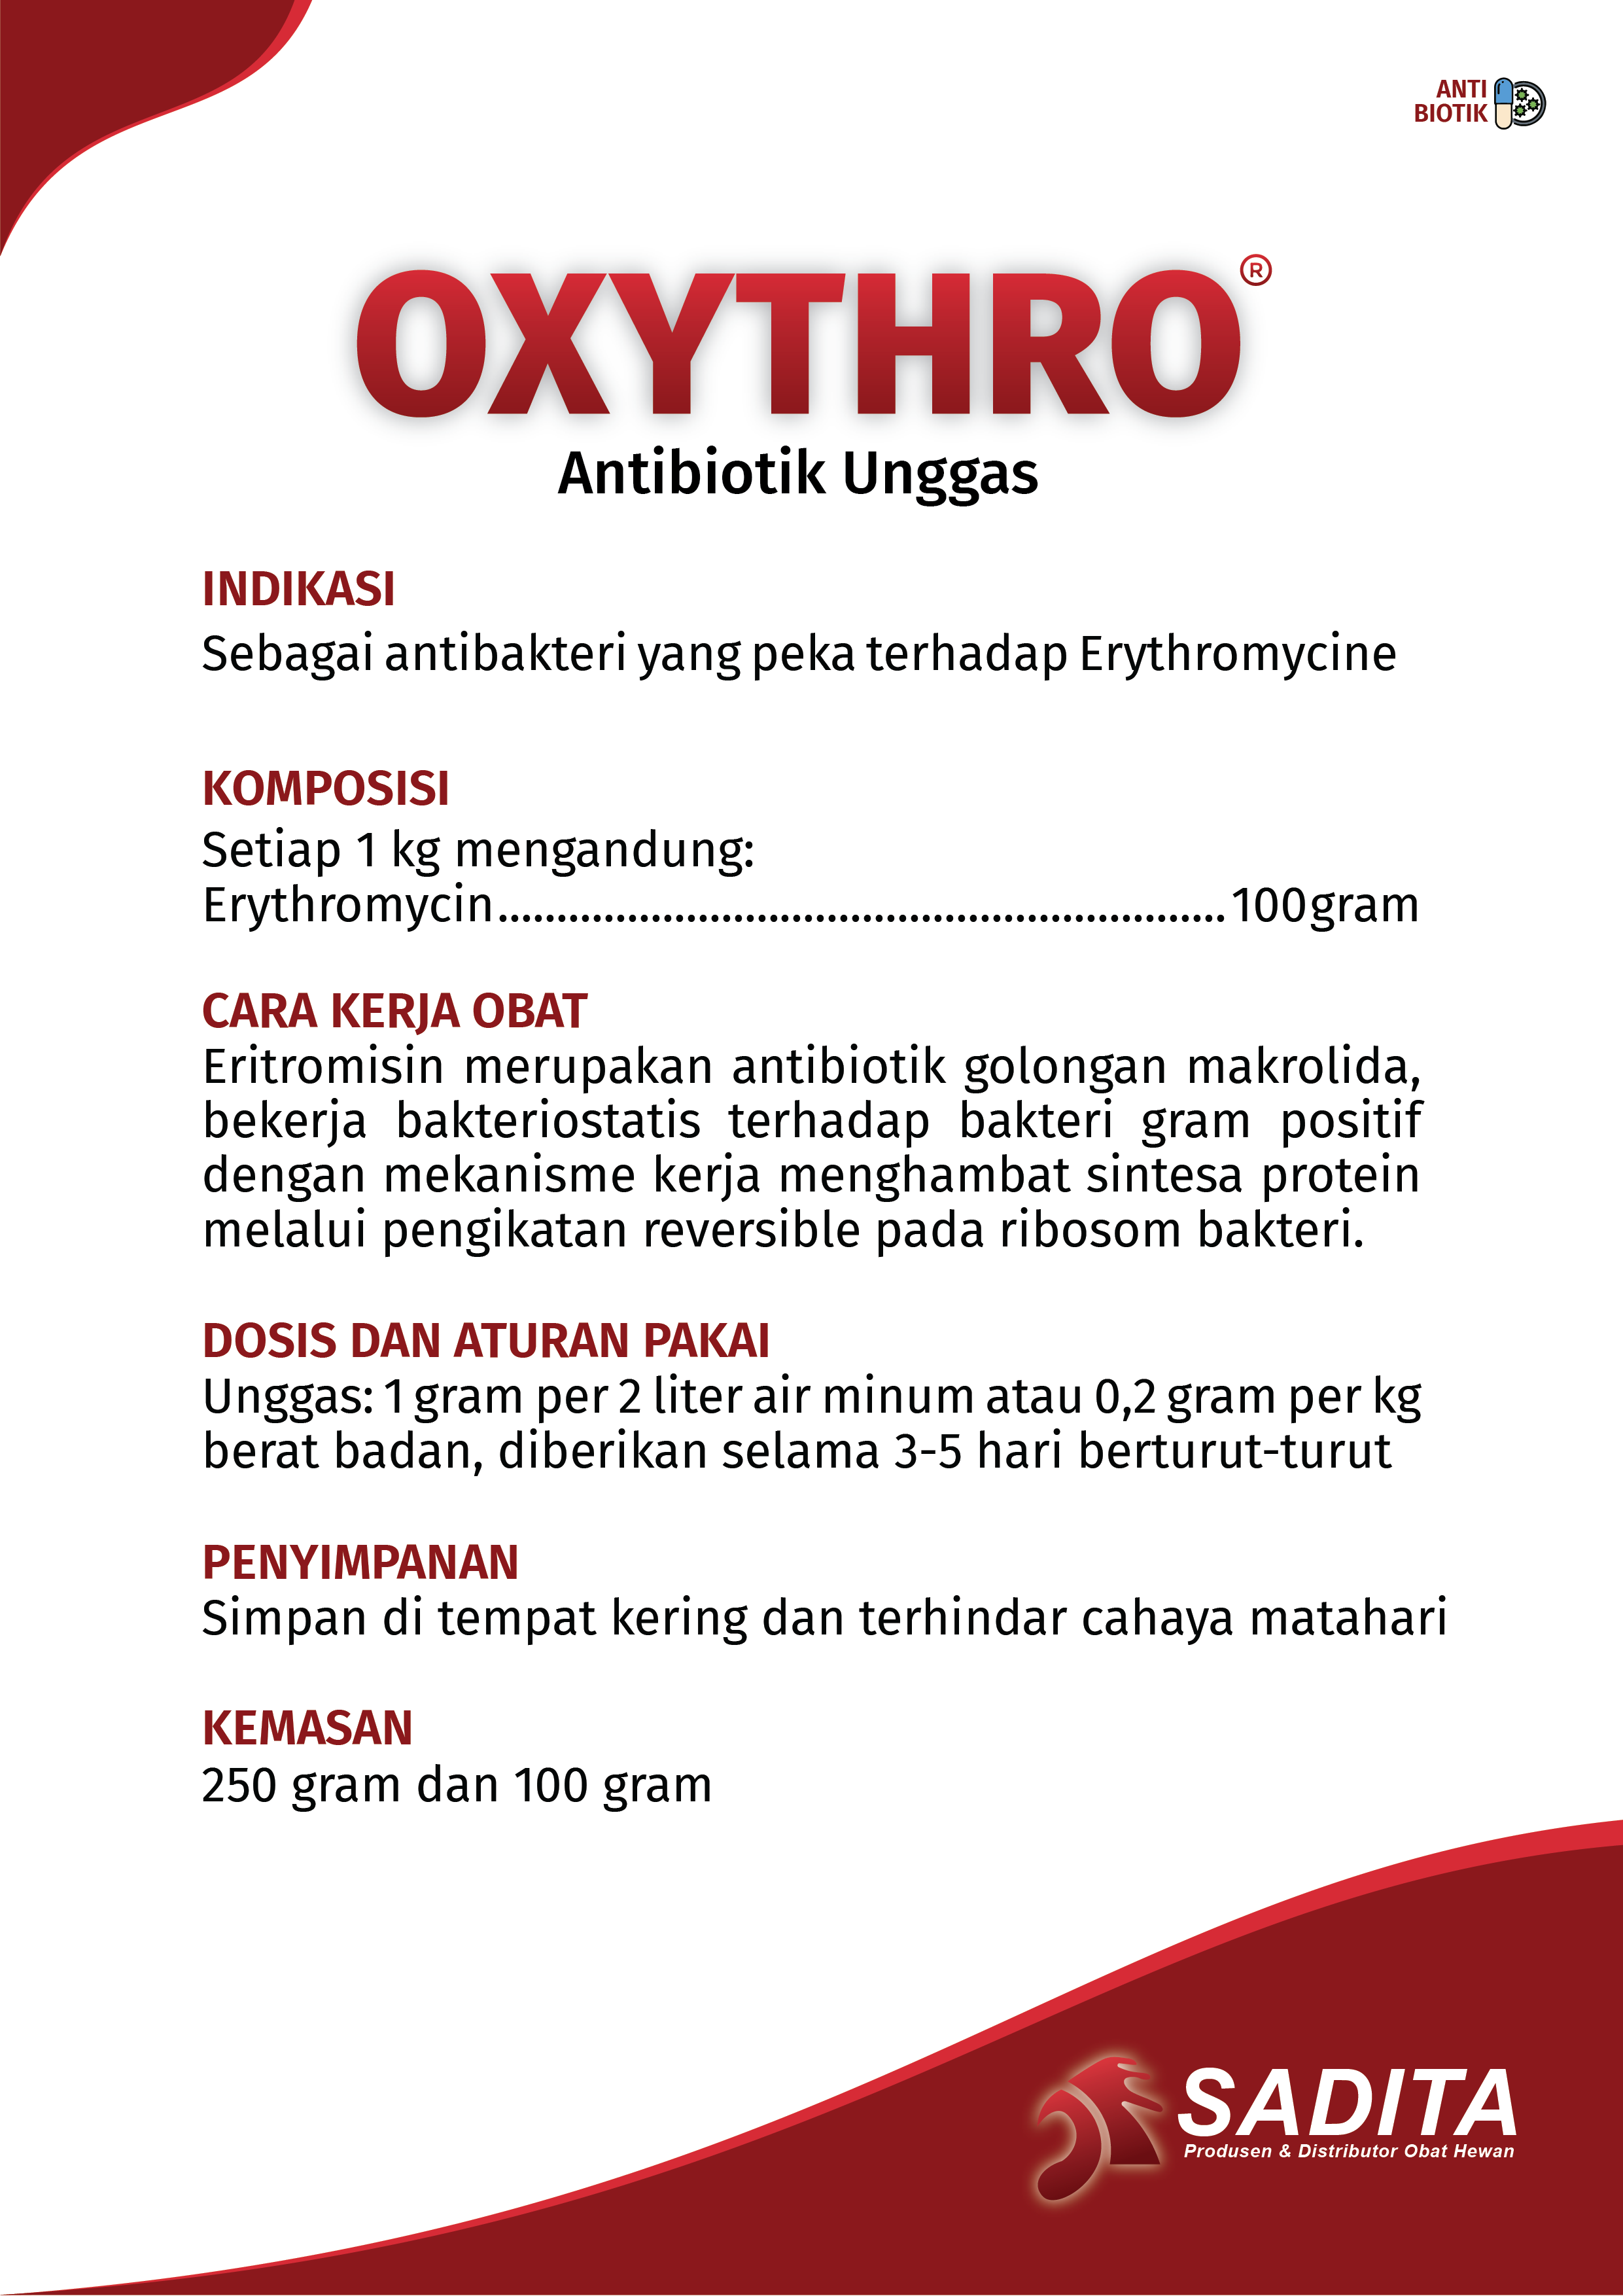 ANTI
BIOTIK
OXYTHRO®
Antibiotik Unggas
INDIKASI
Sebagai antibakteri yang peka terhadap Erythromycine
KOMPOSISI
Setiap 1 kg mengandung:
Erythromycin..............................................................100gram
CARA KERJA OBAT
Eritromisin merupakan antibiotik golongan makrolida,
bekerja bakteriostatis terhadap bakteri gram positif
dengan mekanisme kerja menghambat sintesa protein
melalui pengikatan reversible pada ribosom bakteri.
DOSIS DAN ATURAN PAKAI
Unggas: 1 gram per 2 liter air minum atau 0,2 gram per kg
berat badan, diberikan selama 3-5 hari berturut-turut
PENYIMPANAN
Simpan di tempat kering dan terhindar cahaya matahari
KEMASAN
250 gram dan 100 gram
SADITA
Produsen & Distributor Obat Hewan